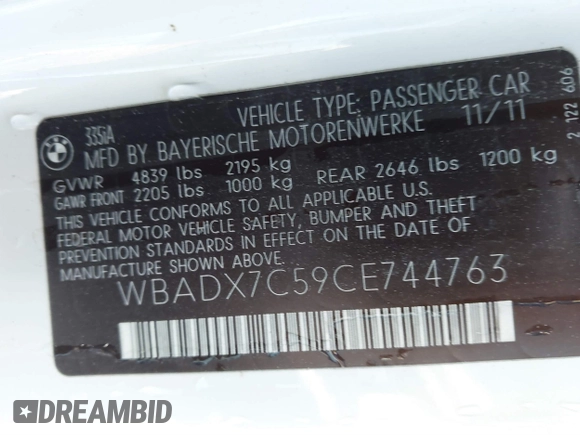 BMW
335iA VEHICLE TYPE: PASSENGER CAR
MFD BY BAYERISCHE MOTORENWERKE 11/11
GVWR 4839 lbs 2195 kg
GAWR FRONT 2205 lbs 1000 kg REAR 2646 lbs 1200 kg
THIS VEHICLE CONFORMS TO ALL APPLICABLE U.S.
FEDERAL MOTOR VEHICLE SAFETY, BUMPER AND THEFT
PREVENTION STANDARDS IN EFFECT ON THE DATE OF
MANUFACTURE SHOWN ABOVE.
WBADX7C59CE744763
2 122 606
DREAMBID